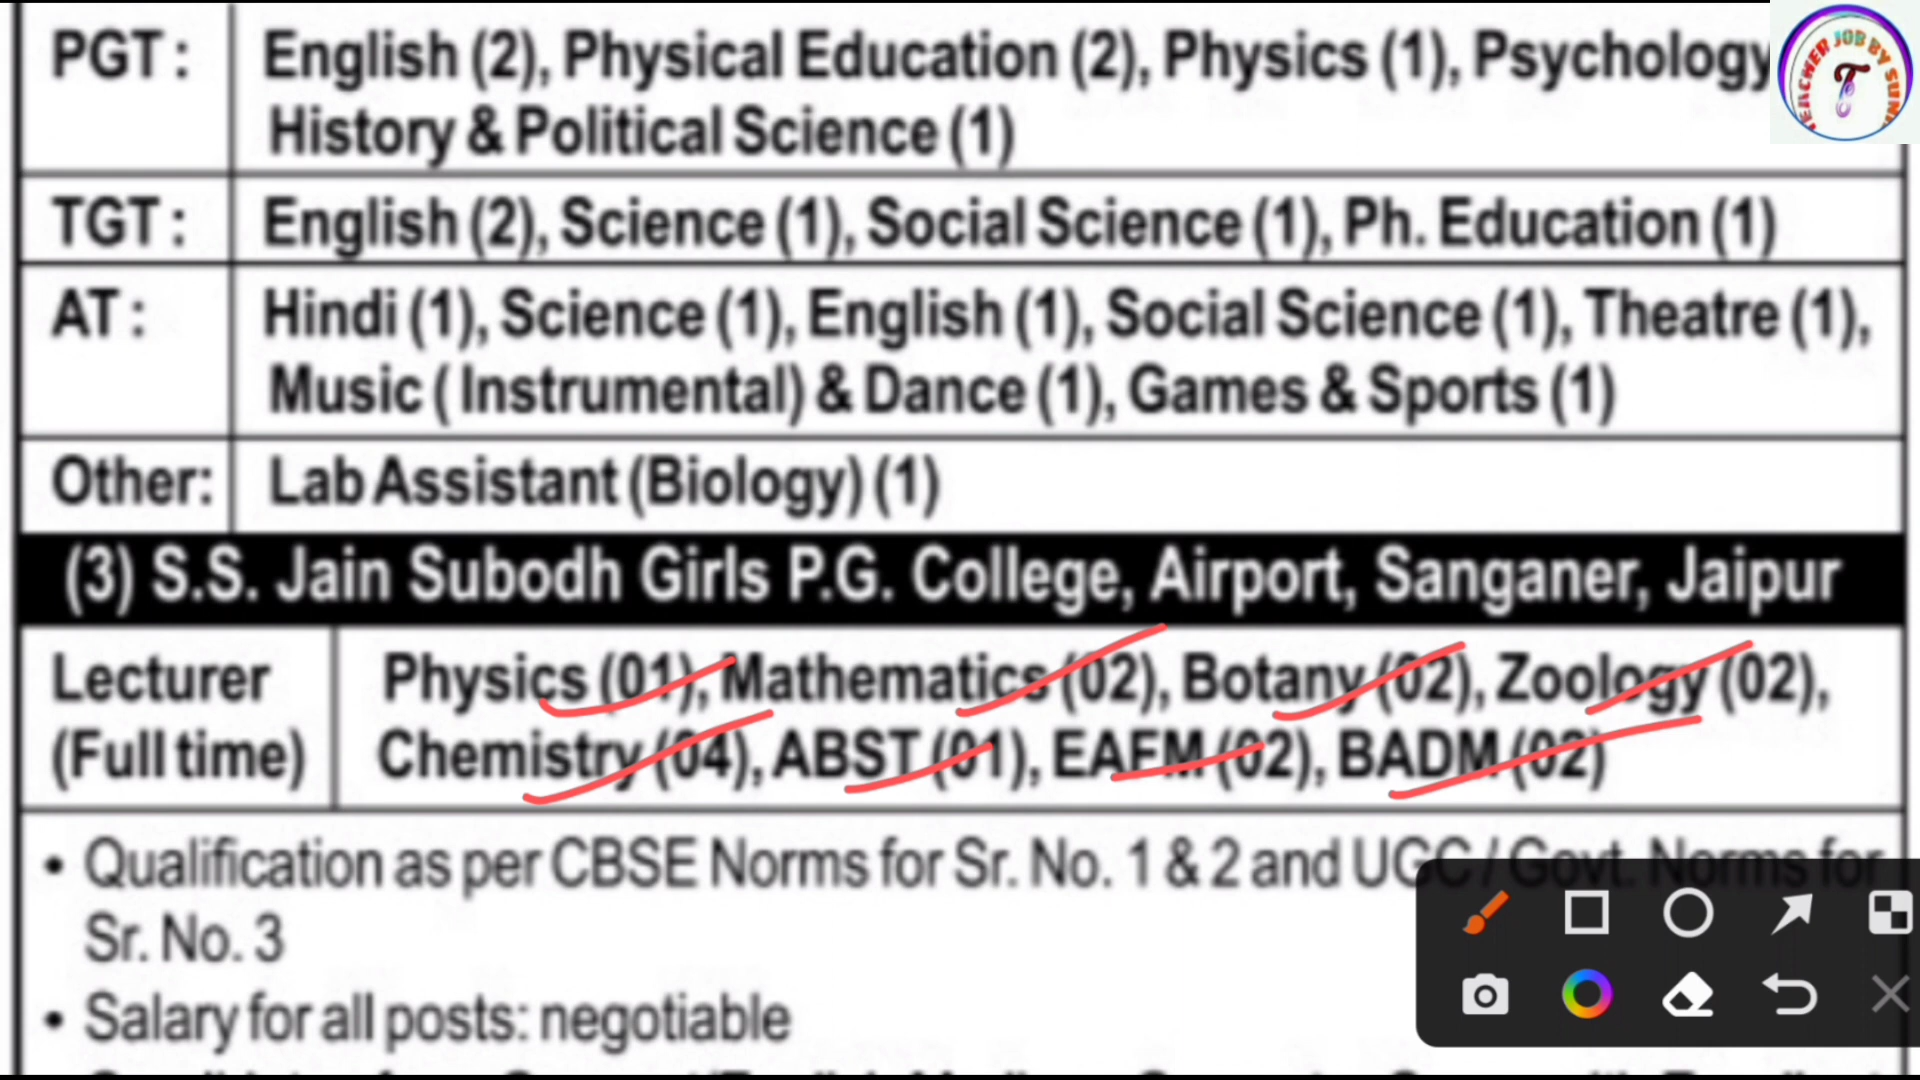 PGT : English (2), Physical Education (2), Physics (1), Psychology
History & Political Science (1)
TEACHER JOB BY SUN
TGT : English (2), Science (1), Social Science (1), Ph. Education (1)
AT : Hindi (1), Science (1), English (1), Social Science (1), Theatre (1),
Music ( Instrumental) & Dance (1), Games & Sports (1)
Other: Lab Assistant (Biology) (1)
(3) S.S. Jain Subodh Girls P.G. College, Airport, Sanganer, Jaipur
Lecturer (Full time)
Physics (01), Mathematics (02), Botany (02), Zoology (02),
Chemistry (04), ABST (01), EAFM (02), BADM (02)
• Qualification as per CBSE Norms for Sr. No. 1 & 2 and UGC / Govt. Norms for
Sr. No. 3
• Salary for all posts: negotiable